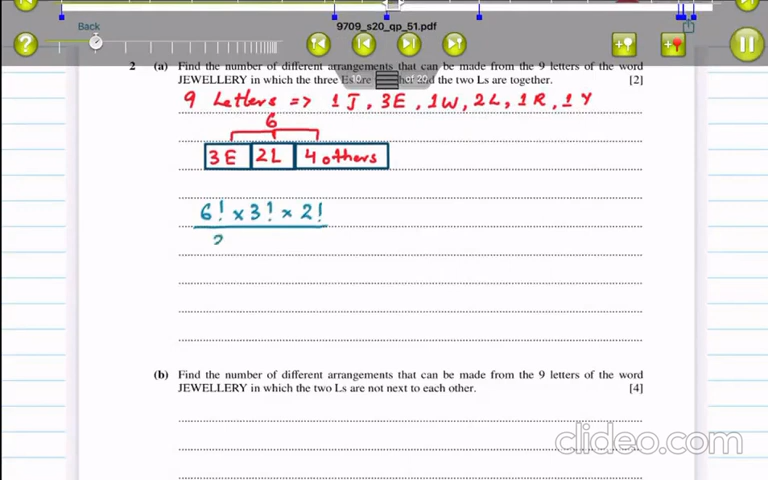 Back
9709_s20_qp_51.pdf
2 (a) Find the number of different arrangements that can be made from the 9 letters of the word
JEWELLERY in which the three Es are together and the two Ls are together. [2]
of 20
9 Letters => 1 J, 3E, 1W, 2L, 1R, 1Y
6
3E 2L 4 others
6! × 3! × 2!
(b) Find the number of different arrangements that can be made from the 9 letters of the word
JEWELLERY in which the two Ls are not next to each other. [4]
clideo.com